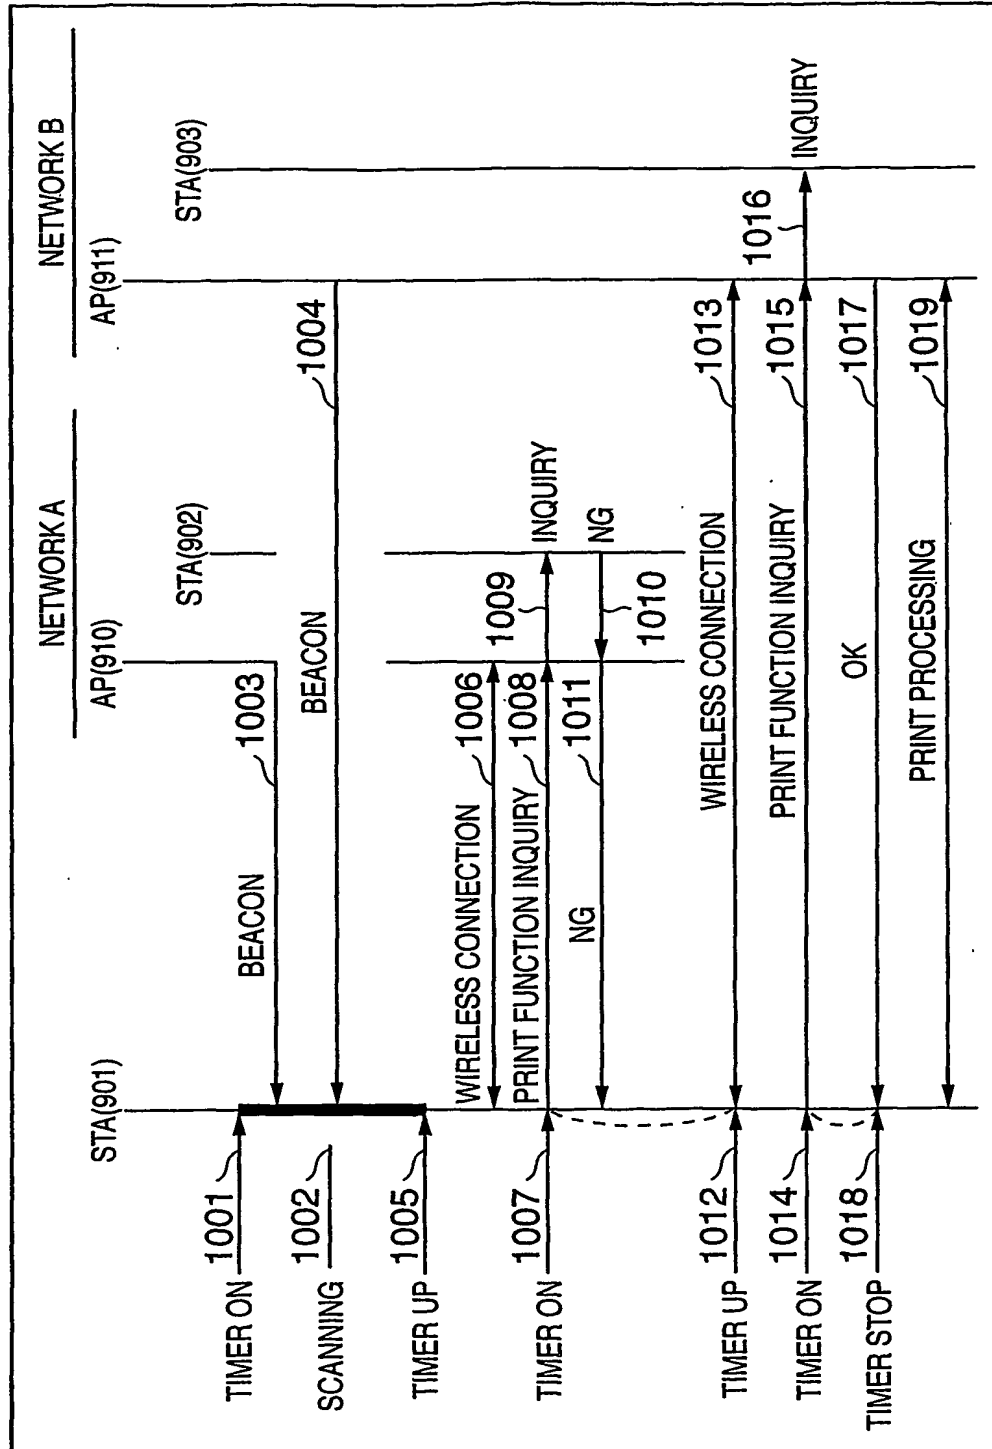 NETWORK A
NETWORK B
STA(901)
AP(910)
STA(902)
AP(911)
STA(903)
TIMER ON
1001
BEACON
1003
SCANNING
1002
BEACON
1004
TIMER UP
1005
WIRELESS CONNECTION
1006
TIMER ON
1007
PRINT FUNCTION INQUIRY
1008
1009
INQUIRY
NG
1011
1010
NG
TIMER UP
1012
WIRELESS CONNECTION
1013
TIMER ON
1014
PRINT FUNCTION INQUIRY
1015
1016
INQUIRY
TIMER STOP
1018
OK
1017
PRINT PROCESSING
1019